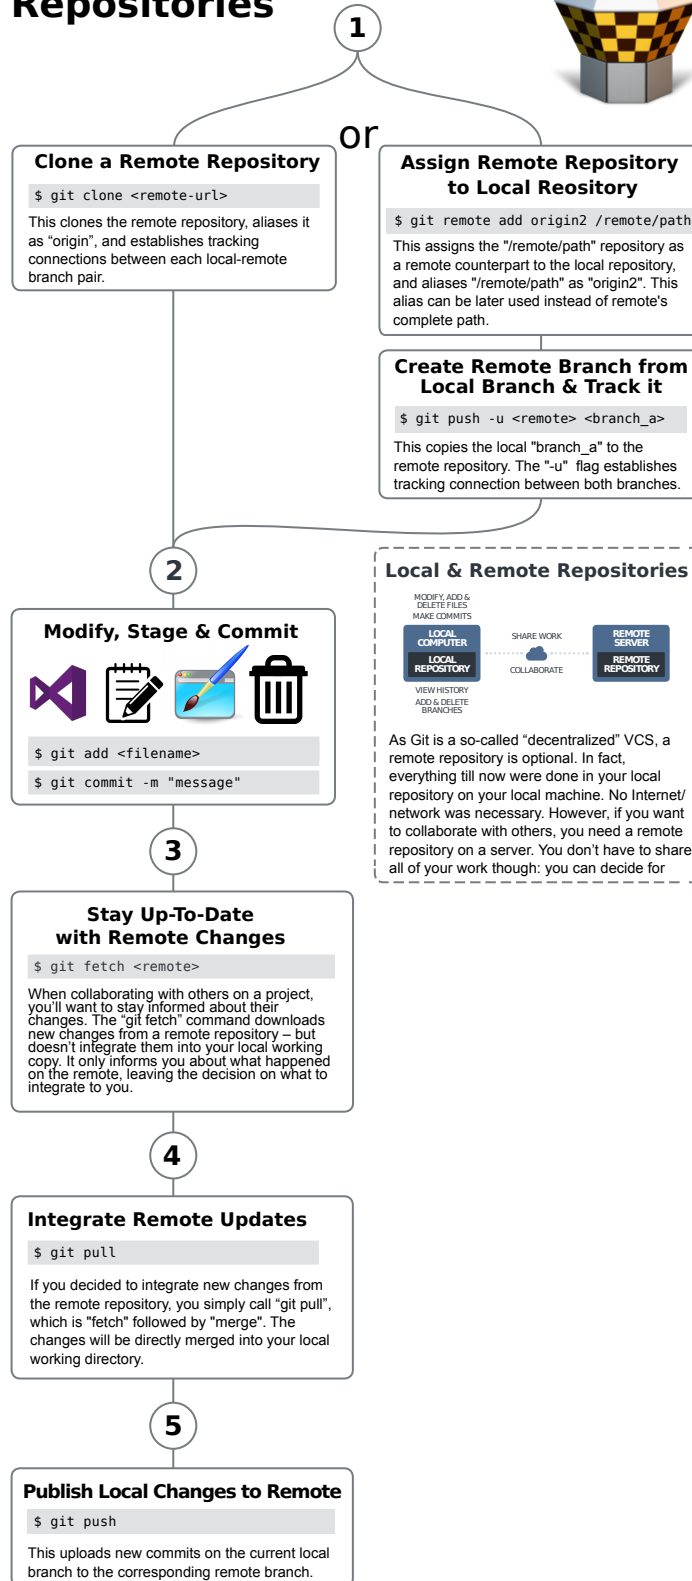 Repositories
1
or
Clone a Remote Repository
$ git clone <remote-url>
This clones the remote repository, aliases it
as “origin”, and establishes tracking
connections between each local-remote
branch pair.
Assign Remote Repository
to Local Reository
$ git remote add origin2 /remote/path
This assigns the "/remote/path" repository as
a remote counterpart to the local repository,
and aliases "/remote/path" as "origin2". This
alias can be later used instead of remote's
complete path.
Create Remote Branch from
Local Branch & Track it
$ git push -u <remote> <branch_a>
This copies the local "branch_a" to the
remote repository. The "-u" flag establishes
tracking connection between both branches.
2
Modify, Stage & Commit
$ git add <filename>
$ git commit -m "message"
Local & Remote Repositories
MODIFY, ADD &
DELETE FILES
MAKE COMMITS
LOCAL
COMPUTER
LOCAL
REPOSITORY
VIEW HISTORY
ADD & DELETE
BRANCHES
SHARE WORK
COLLABORATE
REMOTE
SERVER
REMOTE
REPOSITORY
As Git is a so-called “decentralized” VCS, a
remote repository is optional. In fact,
everything till now were done in your local
repository on your local machine. No Internet/
network was necessary. However, if you want
to collaborate with others, you need a remote
repository on a server. You don’t have to share
all of your work though: you can decide for
3
Stay Up-To-Date
with Remote Changes
$ git fetch <remote>
When collaborating with others on a project,
you’ll want to stay informed about their
changes. The “git fetch” command downloads
new changes from a remote repository – but
doesn’t integrate them into your local working
copy. It only informs you about what happened
on the remote, leaving the decision on what to
integrate to you.
4
Integrate Remote Updates
$ git pull
If you decided to integrate new changes from
the remote repository, you simply call “git pull”,
which is "fetch" followed by "merge". The
changes will be directly merged into your local
working directory.
5
Publish Local Changes to Remote
$ git push
This uploads new commits on the current local
branch to the corresponding remote branch.